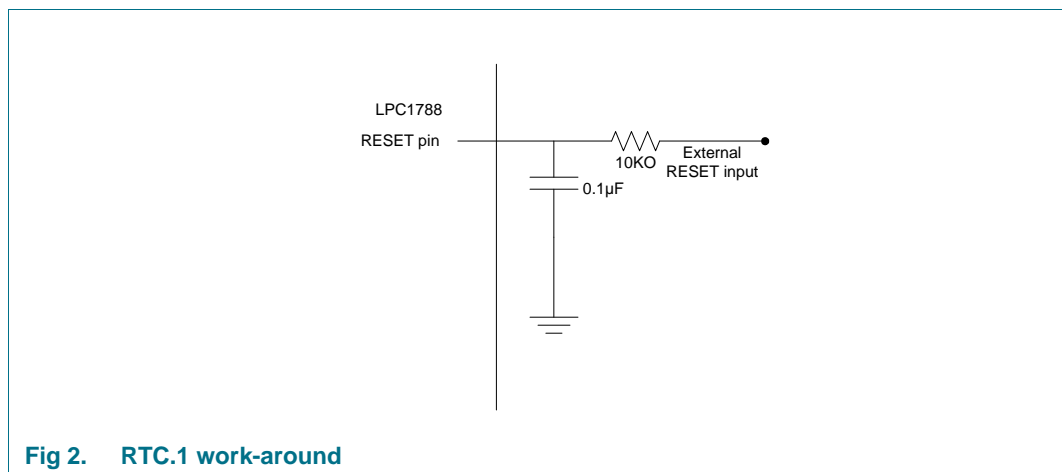 LPC1788
RESET pin
10KO
External
RESET input
0.1µF
Fig 2. RTC.1 work-around